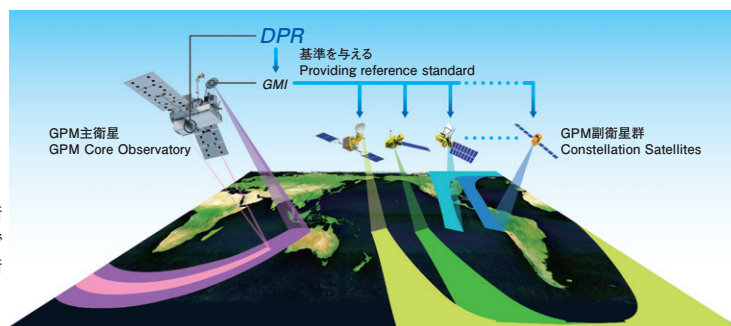 DPR
基準を与える
Providing reference standard
GMI
GPM主衛星
GPM Core Observatory
GPM副衛星群
Constellation Satellites